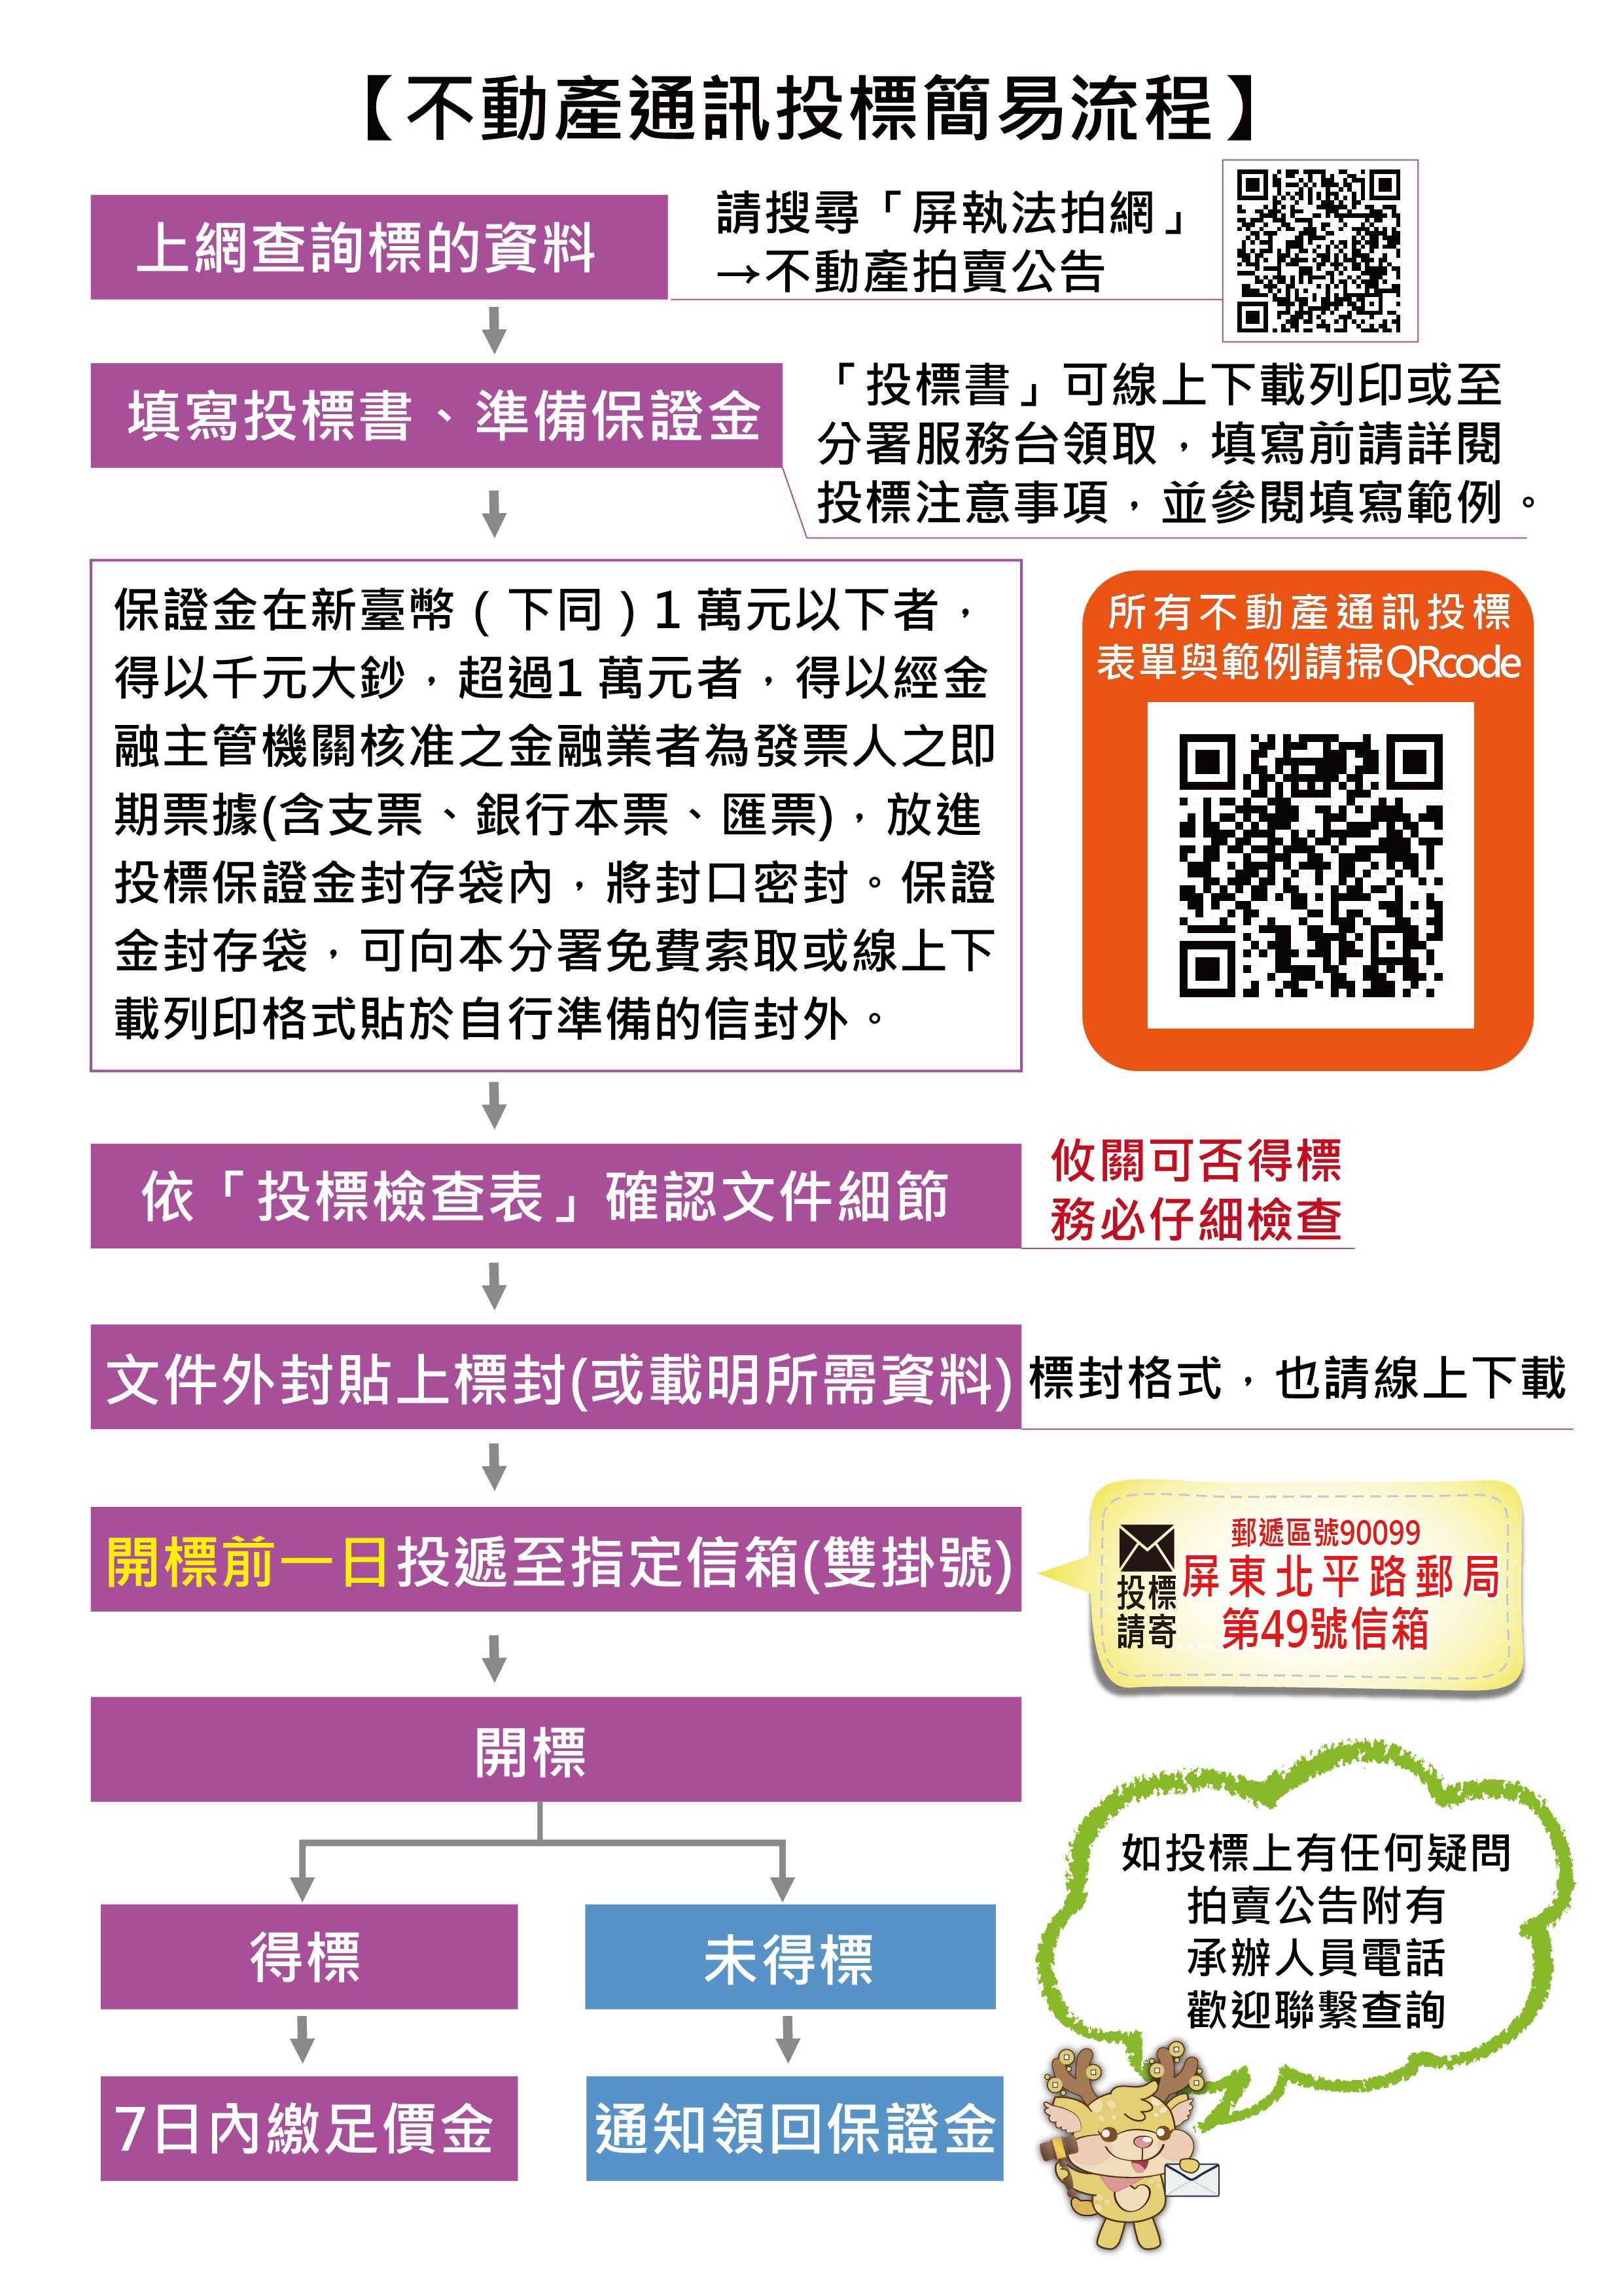 【不動產通訊投標簡易流程】
上網查詢標的資料
請搜尋「屏執法拍網」
→不動產拍賣公告
填寫投標書、準備保證金
「投標書」可線上下載列印或至
分署服務台領取，填寫前請詳閱
投標注意事項，並參閱填寫範例。
保證金在新臺幣（下同）1 萬元以下者，
得以千元大鈔，超過1 萬元者，得以經金
融主管機關核准之金融業者為發票人之即
期票據(含支票、銀行本票、匯票)，放進
投標保證金封存袋內，將封口密封。保證
金封存袋，可向本分署免費索取或線上下
載列印格式貼於自行準備的信封外。
所有不動產通訊投標
表單與範例請掃QRcode
依「投標檢查表」確認文件細節
攸關可否得標
務必仔細檢查
文件外封貼上標封(或載明所需資料)
標封格式，也請線上下載
開標前一日投遞至指定信箱(雙掛號)
投標
請寄
郵遞區號90099
屏東北平路郵局
第49號信箱
開標
得標
未得標
7日內繳足價金
通知領回保證金
如投標上有任何疑問
拍賣公告附有
承辦人員電話
歡迎聯繫查詢